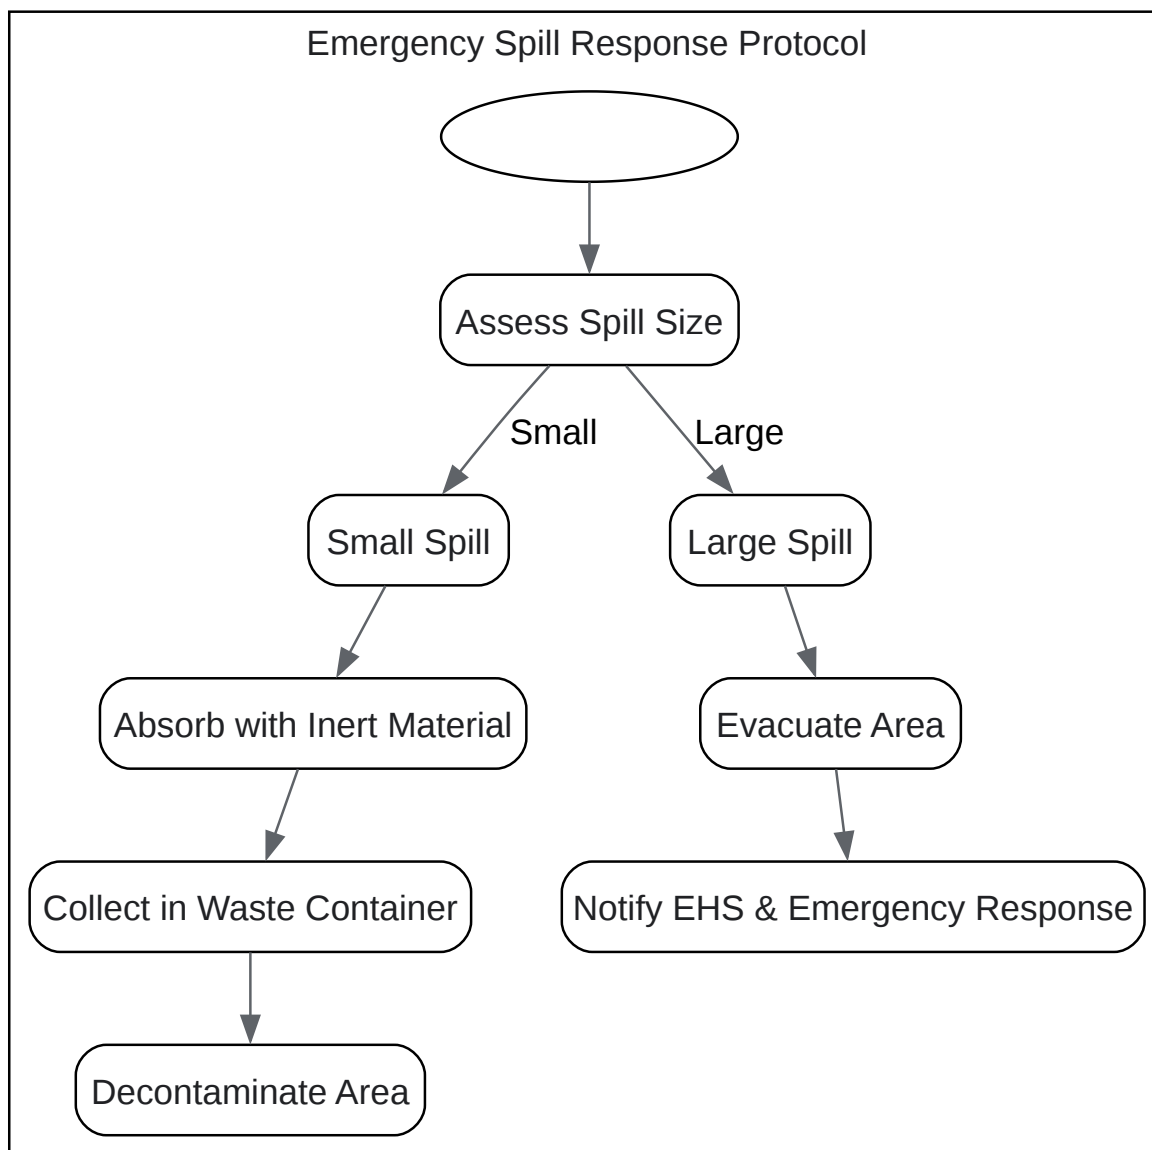 Emergency Spill Response Protocol
Assess Spill Size
Small
Large
Small Spill
Large Spill
Absorb with Inert Material
Evacuate Area
Collect in Waste Container
Notify EHS & Emergency Response
Decontaminate Area